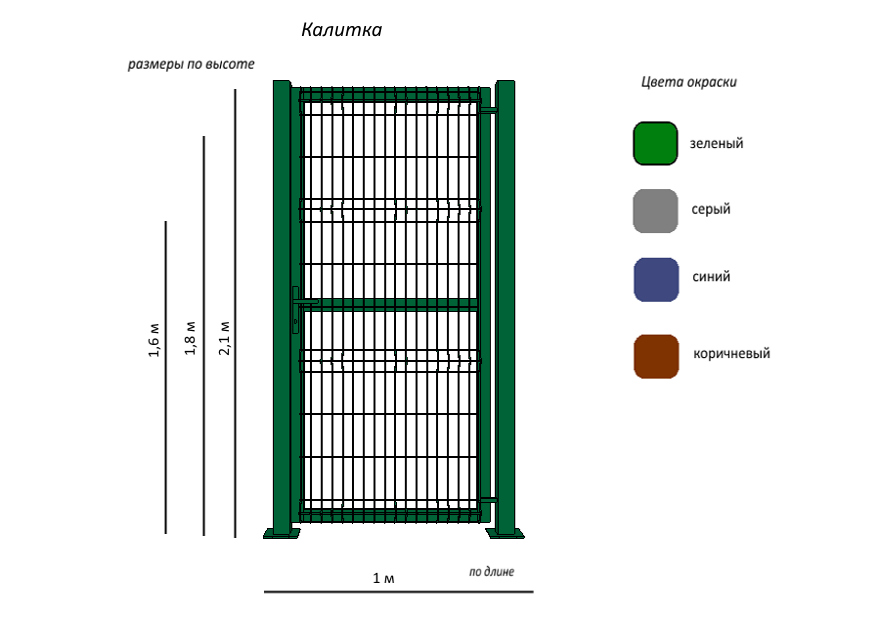 Калитка
размеры по высоте
Цвета окраски
зеленый
серый
синий
коричневый
1,6 м
1,8 м
2,1 м
1 м
по длине